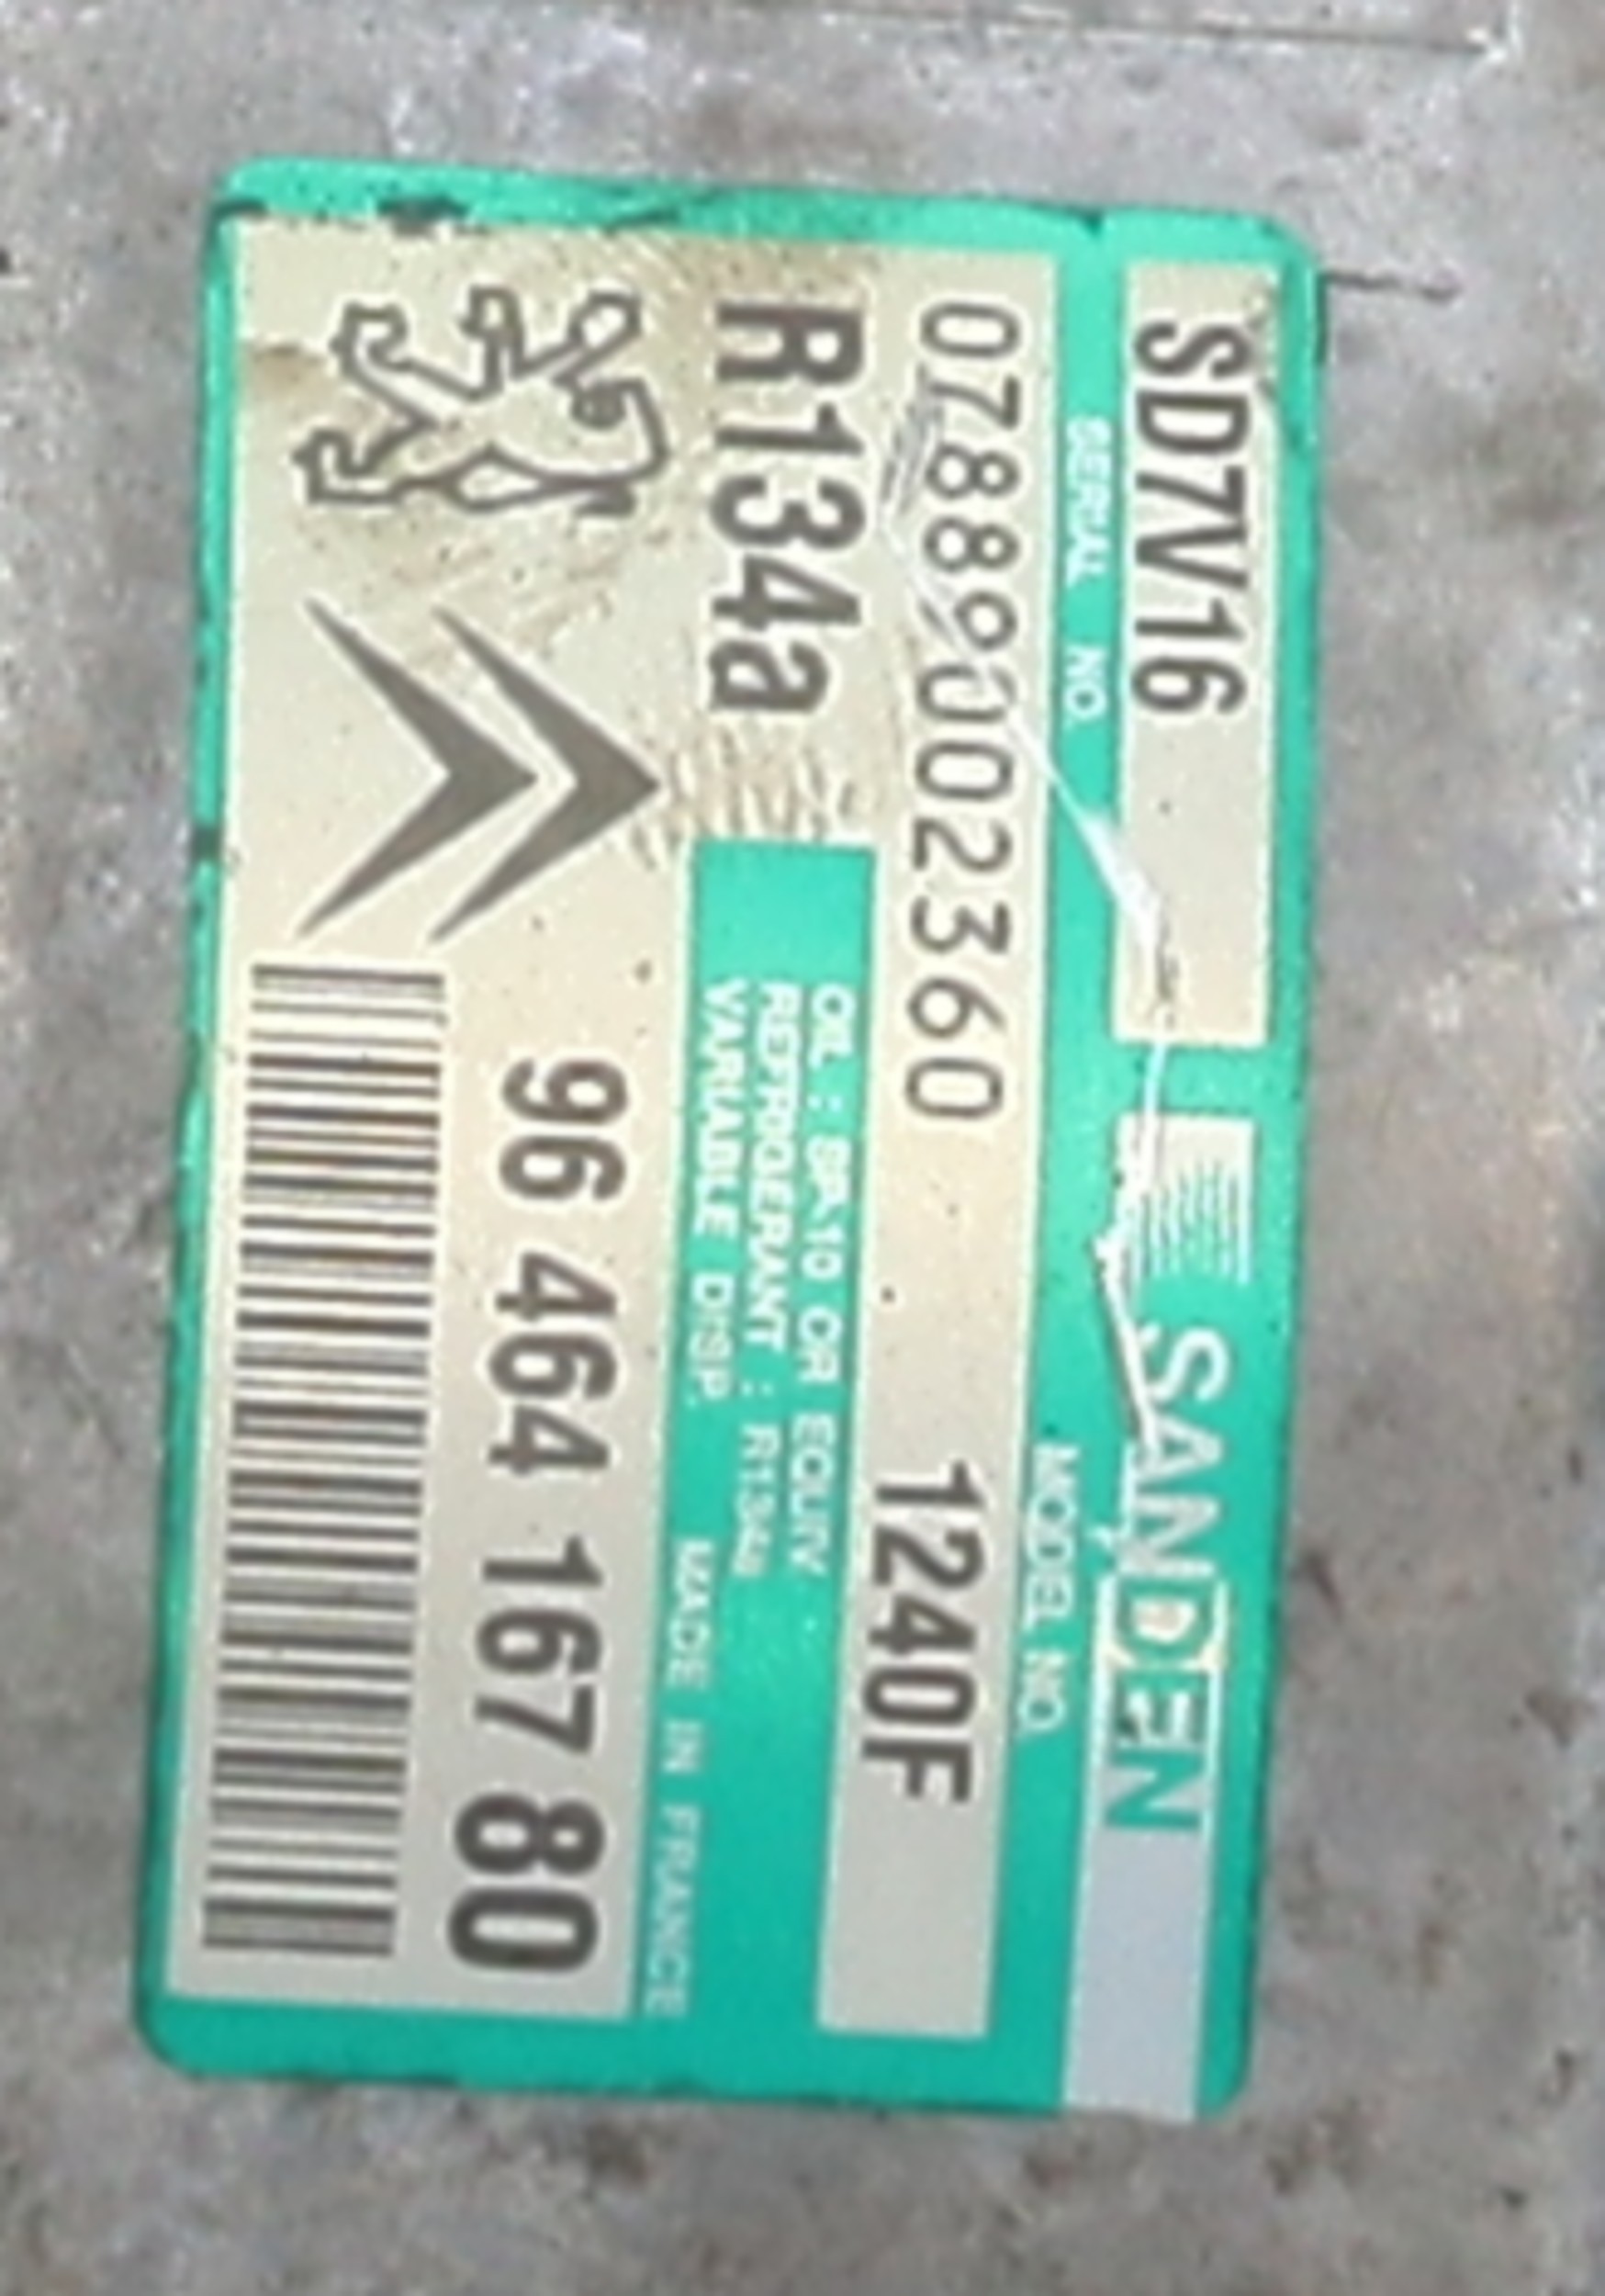 SD7V16 SANDEN
SERIAL NO. MODEL NO.
07889002360 1240F
R134a
OIL : SP-10 OR EQUIV
REFRIGERANT : R134a
VARIABLE DISP.
MADE IN FRANCE
96 464 167 80